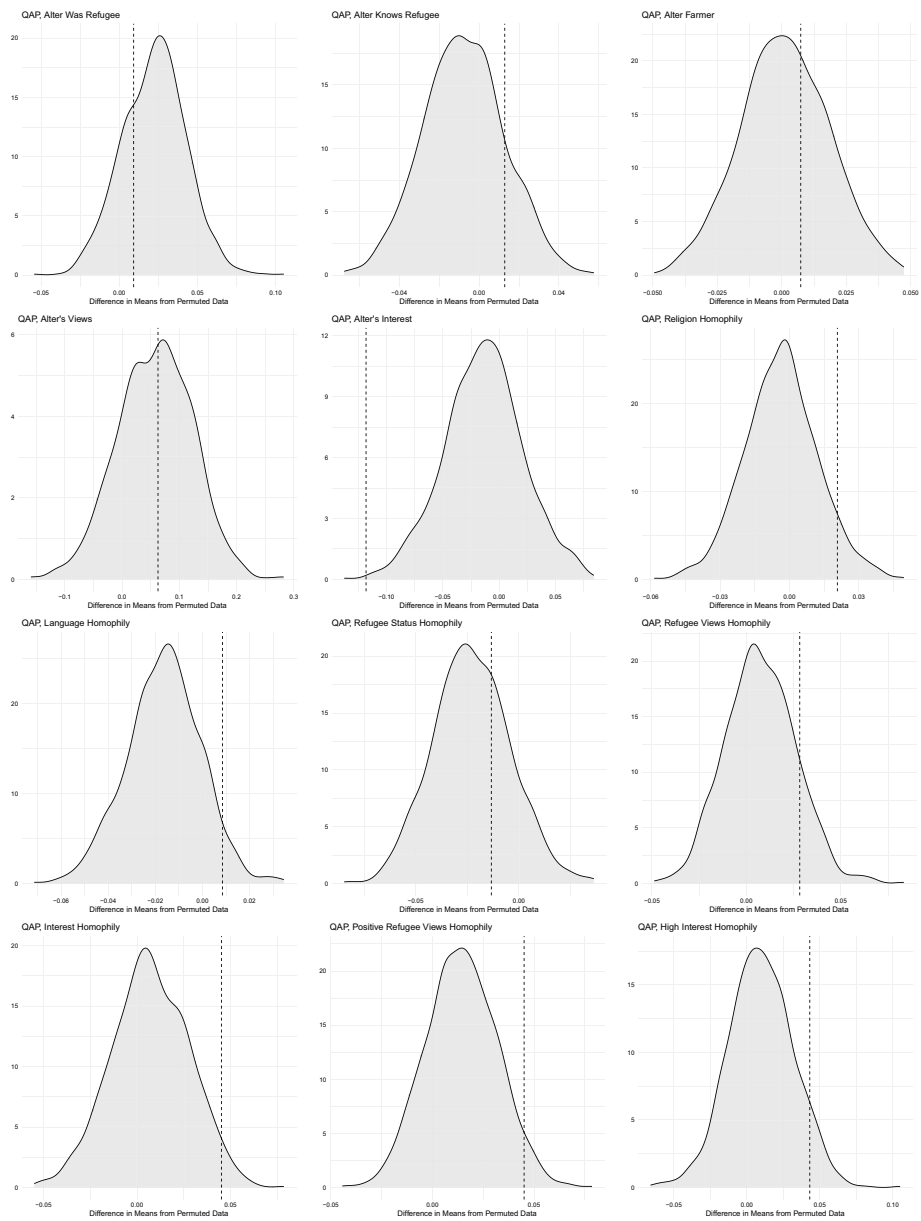 QAP, Alter Was Refugee
20
15
10
5
0
−0.05 0.00 0.05 0.10
Difference in Means from Permuted Data
QAP, Alter Knows Refugee
15
10
5
0
−0.04 0.00 0.04
Difference in Means from Permuted Data
QAP, Alter Farmer
20
15
10
5
0
−0.050 −0.025 0.000 0.025 0.050
Difference in Means from Permuted Data
QAP, Alter's Views
6
4
2
0
−0.1 0.0 0.1 0.2 0.3
Difference in Means from Permuted Data
QAP, Alter's Interest
12
9
6
3
0
−0.10 −0.05 0.00 0.05
Difference in Means from Permuted Data
QAP, Religion Homophily
20
10
0
−0.06 −0.03 0.00 0.03
Difference in Means from Permuted Data
QAP, Language Homophily
20
10
0
−0.06 −0.04 −0.02 0.00 0.02
Difference in Means from Permuted Data
QAP, Refugee Status Homophily
20
15
10
5
0
−0.05 0.00
Difference in Means from Permuted Data
QAP, Refugee Views Homophily
20
15
10
5
0
−0.05 0.00 0.05
Difference in Means from Permuted Data
QAP, Interest Homophily
20
15
10
5
0
−0.05 0.00 0.05
Difference in Means from Permuted Data
QAP, Positive Refugee Views Homophily
20
15
10
5
0
−0.05 0.00 0.05
Difference in Means from Permuted Data
QAP, High Interest Homophily
15
10
5
0
−0.05 0.00 0.05 0.10
Difference in Means from Permuted Data